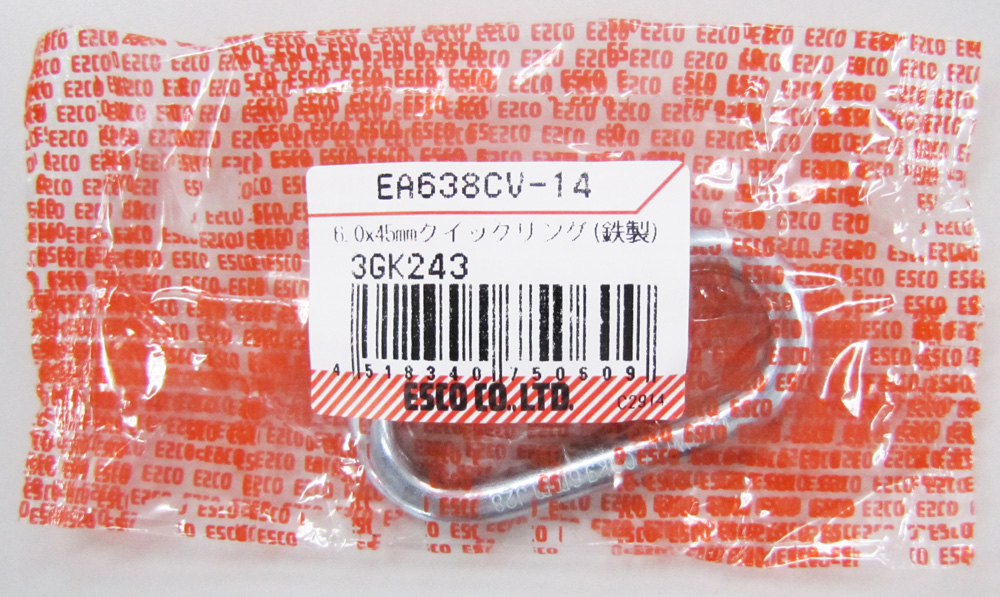 EA638CV-14
6.0x45mmクイックリング(鉄製)
3GK243
4 518340 750609
ESCO CO., LTD.
C2914